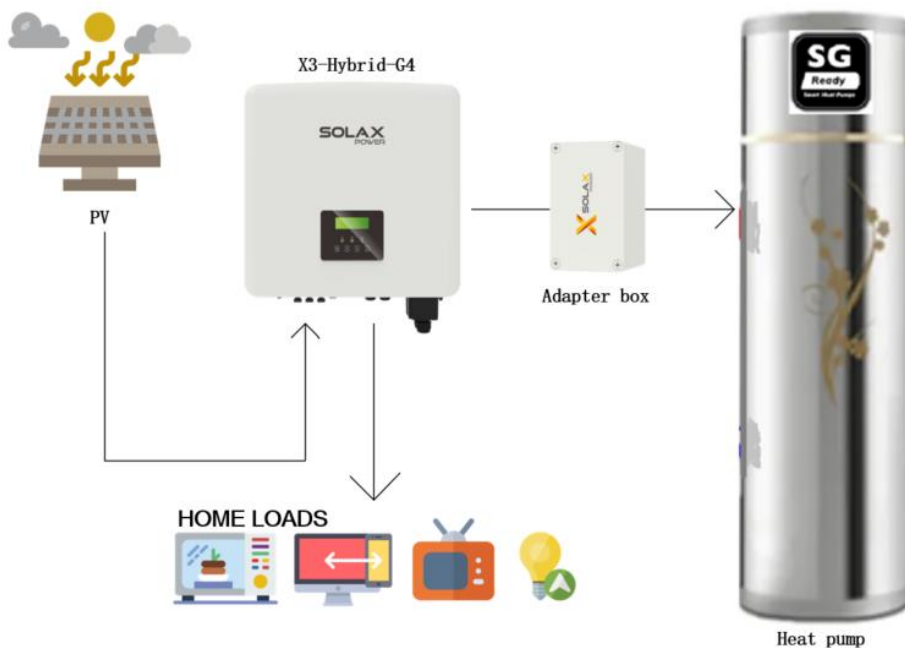 X3-Hybrid-G4
SOLAX
POWER
SG
Ready
Smart Heat Pumps
SOLAX
PV
Adapter box
HOME LOADS
Heat pump